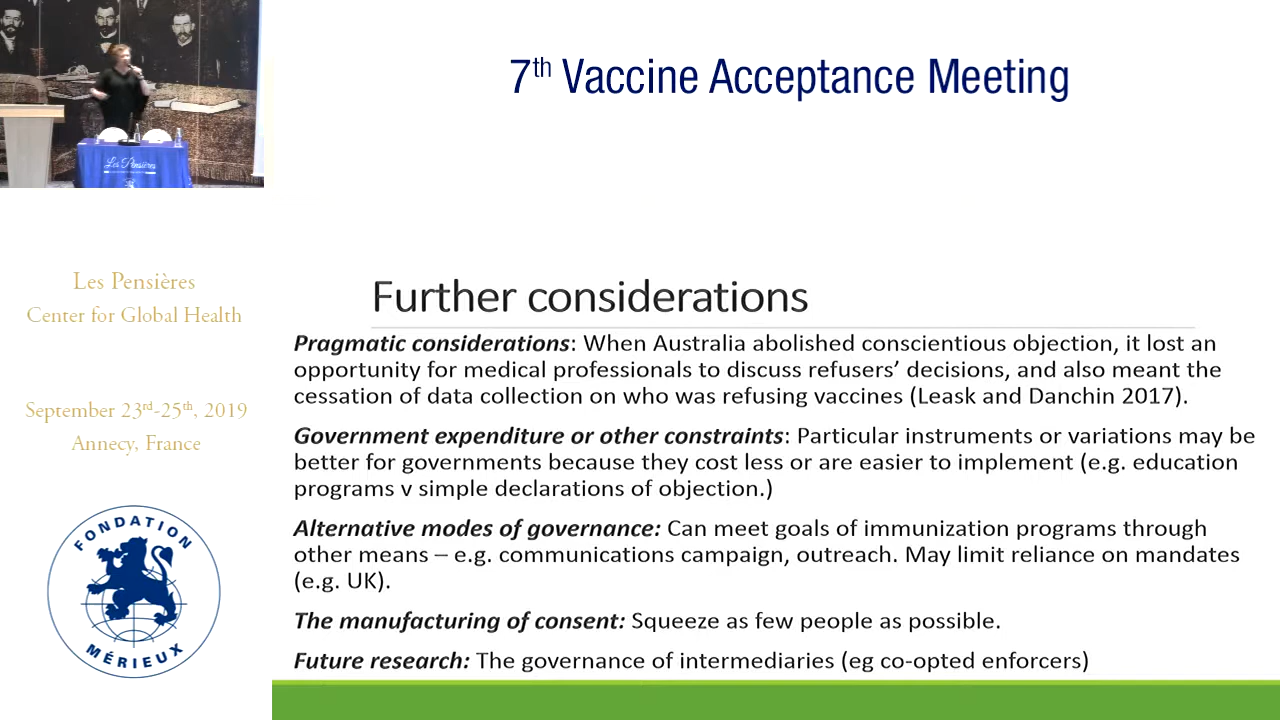 7th Vaccine Acceptance Meeting
Les Pensières
Les Pensières
Center for Global Health
September 23rd-25th, 2019
Annecy, France
FONDATION
MÉRIEUX
Further considerations
Pragmatic considerations: When Australia abolished conscientious objection, it lost an
opportunity for medical professionals to discuss refusers’ decisions, and also meant the
cessation of data collection on who was refusing vaccines (Leask and Danchin 2017).
Government expenditure or other constraints: Particular instruments or variations may be
better for governments because they cost less or are easier to implement (e.g. education
programs v simple declarations of objection.)
Alternative modes of governance: Can meet goals of immunization programs through
other means – e.g. communications campaign, outreach. May limit reliance on mandates
(e.g. UK).
The manufacturing of consent: Squeeze as few people as possible.
Future research: The governance of intermediaries (eg co-opted enforcers)